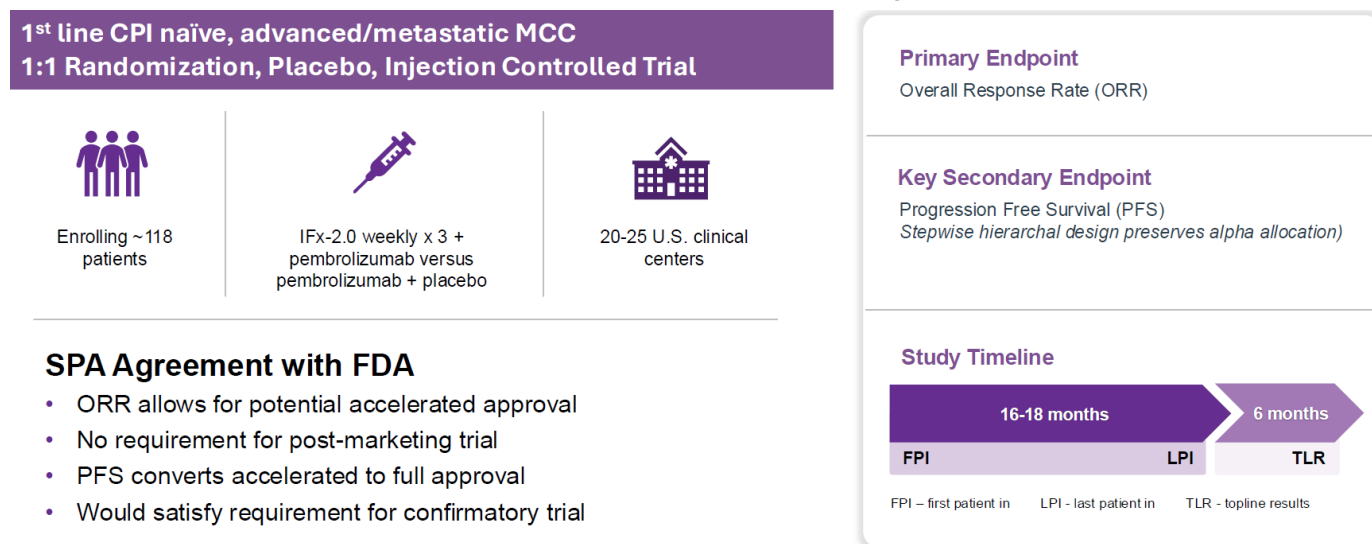 1st line CPI naïve, advanced/metastatic MCC
1:1 Randomization, Placebo, Injection Controlled Trial
Enrolling ~118
patients
IFx-2.0 weekly x 3 +
pembrolizumab versus
pembrolizumab + placebo
20-25 U.S. clinical
centers
SPA Agreement with FDA
• ORR allows for potential accelerated approval
• No requirement for post-marketing trial
• PFS converts accelerated to full approval
• Would satisfy requirement for confirmatory trial
Primary Endpoint
Overall Response Rate (ORR)
Key Secondary Endpoint
Progression Free Survival (PFS)
Stepwise hierarchal design preserves alpha allocation)
Study Timeline
16-18 months
6 months
FPI
LPI
TLR
FPI – first patient in
LPI - last patient in
TLR - topline results